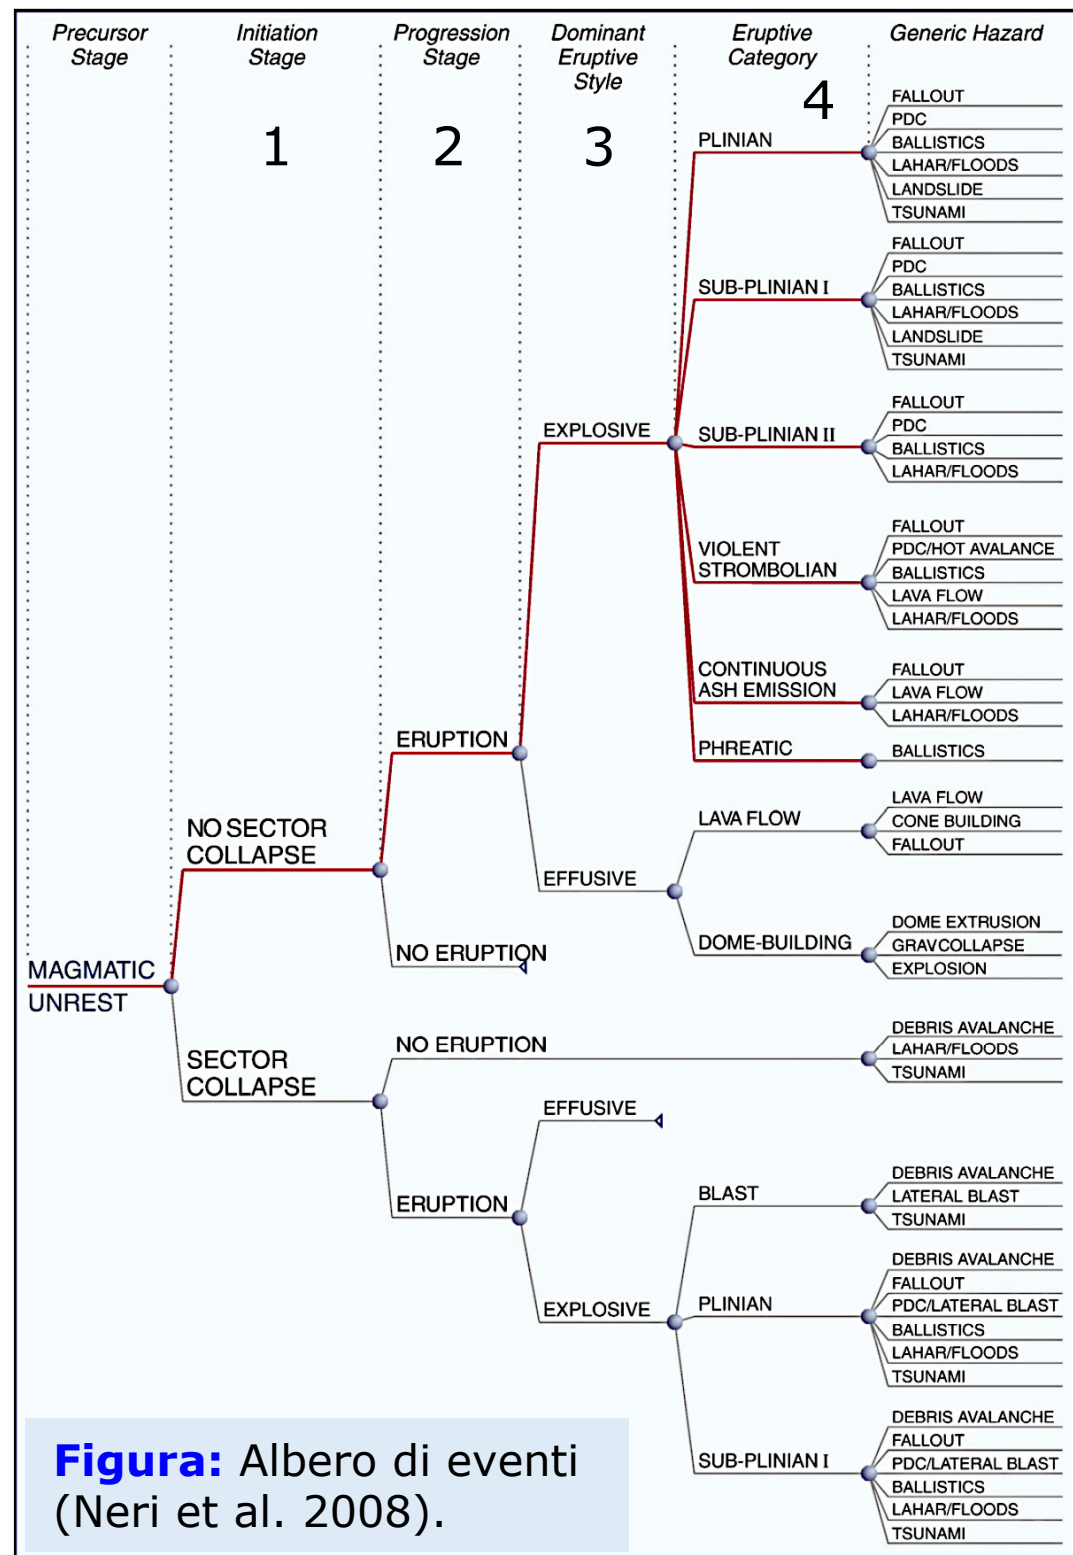 Precursor Stage
Initiation Stage
Progression Stage
Dominant Eruptive Style
Eruptive Category
Generic Hazard
1
2
3
4
PLINIAN
FALLOUT
PDC
BALLISTICS
LAHAR/FLOODS
LANDSLIDE
TSUNAMI
SUB-PLINIAN I
FALLOUT
PDC
BALLISTICS
LAHAR/FLOODS
LANDSLIDE
TSUNAMI
EXPLOSIVE
SUB-PLINIAN II
FALLOUT
PDC
BALLISTICS
LAHAR/FLOODS
VIOLENT
STROMBOLIAN
FALLOUT
PDC/HOT AVALANCE
BALLISTICS
LAVA FLOW
LAHAR/FLOODS
CONTINUOUS
ASH EMISSION
FALLOUT
LAVA FLOW
LAHAR/FLOODS
ERUPTION
PHREATIC
BALLISTICS
NO SECTOR
COLLAPSE
LAVA FLOW
LAVA FLOW
CONE BUILDING
FALLOUT
EFFUSIVE
NO ERUPTION
DOME-BUILDING
DOME EXTRUSION
GRAVCOLLAPSE
EXPLOSION
MAGMATIC
UNREST
SECTOR
COLLAPSE
NO ERUPTION
DEBRIS AVALANCHE
LAHAR/FLOODS
TSUNAMI
EFFUSIVE
ERUPTION
BLAST
DEBRIS AVALANCHE
LATERAL BLAST
TSUNAMI
EXPLOSIVE
PLINIAN
DEBRIS AVALANCHE
FALLOUT
PDC/LATERAL BLAST
BALLISTICS
LAHAR/FLOODS
TSUNAMI
SUB-PLINIAN I
DEBRIS AVALANCHE
FALLOUT
PDC/LATERAL BLAST
BALLISTICS
LAHAR/FLOODS
TSUNAMI
Figura: Albero di eventi
(Neri et al. 2008).